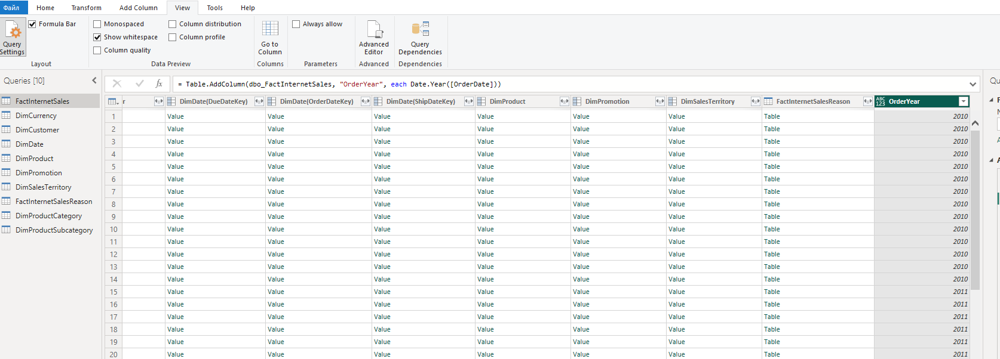 Файл Home Transform Add Column View Tools Help
Query Settings
Formula Bar
Layout
Monospaced
Show whitespace
Column quality
Column distribution
Column profile
Data Preview
Go to Column
Columns
Always allow
Parameters
Advanced Editor
Advanced
Query Dependencies
Dependencies
Queries [10]
FactInternetSales
DimCurrency
DimCustomer
DimDate
DimProduct
DimPromotion
DimSalesTerritory
FactInternetSalesReason
DimProductCategory
DimProductSubcategory
fx = Table.AddColumn(dbo_FactInternetSales, "OrderYear", each Date.Year([OrderDate]))
r DimDate(DueDateKey) DimDate(OrderDateKey) DimDate(ShipDateKey) DimProduct DimPromotion DimSalesTerritory FactInternetSalesReason ABC 123 OrderYear
1 Value Value Value Value Value Value Table 2010
2 Value Value Value Value Value Value Table 2010
3 Value Value Value Value Value Value Table 2010
4 Value Value Value Value Value Value Table 2010
5 Value Value Value Value Value Value Table 2010
6 Value Value Value Value Value Value Table 2010
7 Value Value Value Value Value Value Table 2010
8 Value Value Value Value Value Value Table 2010
9 Value Value Value Value Value Value Table 2010
10 Value Value Value Value Value Value Table 2010
11 Value Value Value Value Value Value Table 2010
12 Value Value Value Value Value Value Table 2010
13 Value Value Value Value Value Value Table 2010
14 Value Value Value Value Value Value Table 2010
15 Value Value Value Value Value Value Table 2011
16 Value Value Value Value Value Value Table 2011
17 Value Value Value Value Value Value Table 2011
18 Value Value Value Value Value Value Table 2011
19 Value Value Value Value Value Value Table 2011
20 Value Value Value Value Value Value Table 2011
Qu